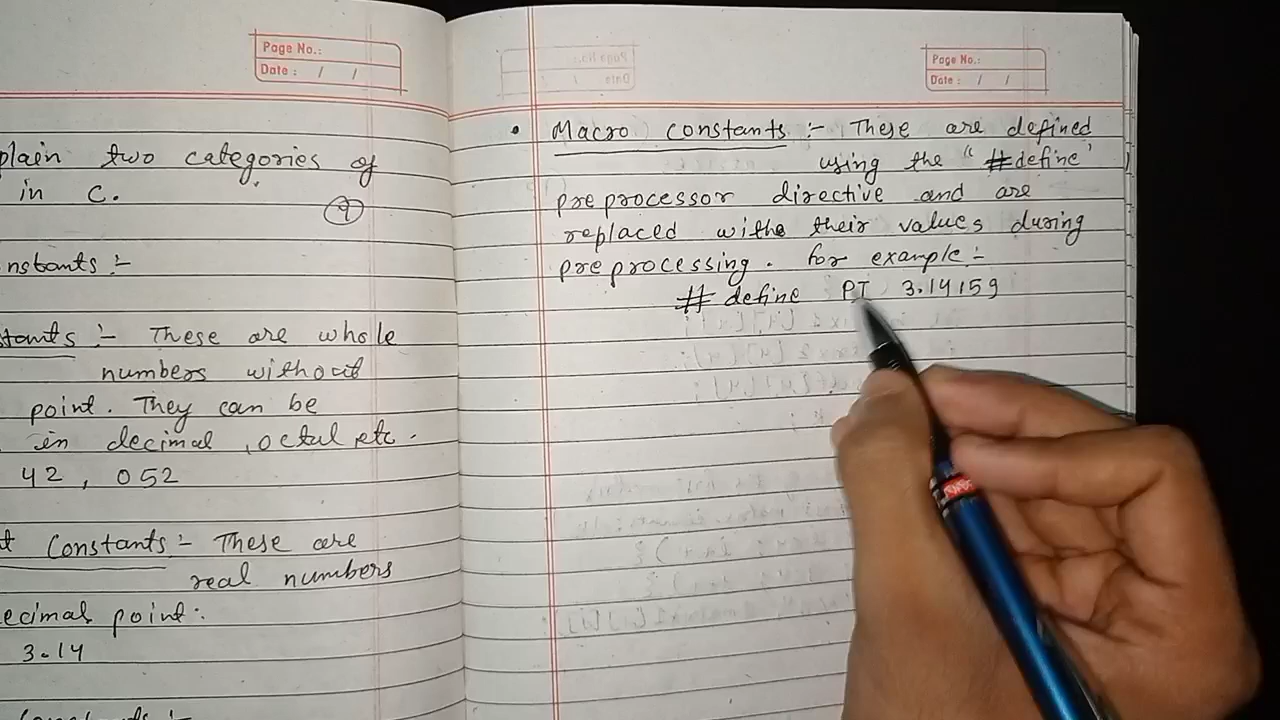 Page No.:
Date : / /
plain two categories of
in C.
9
nstants :-
stants :- These are whole
numbers without
point. They can be
in decimal, octal etc.
42, 052
t Constants :- These are
real numbers
ecimal point:
3.14
Page No.:
Date : / /
• Macro constants :- These are defined
using the "#define"
preprocessor directive and are
replaced withe their values during
preprocessing. for example :-
# define PI 3.14159